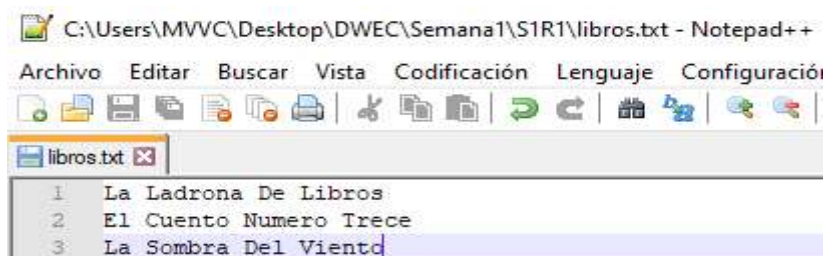 C:\Users\MVVC\Desktop\DWEC\Semana1\S1R1\libros.txt - Notepad++
Archivo Editar Buscar Vista Codificación Lenguaje Configuración
libros.txt
1 La Ladrona De Libros
2 El Cuento Numero Trece
3 La Sombra Del Viento